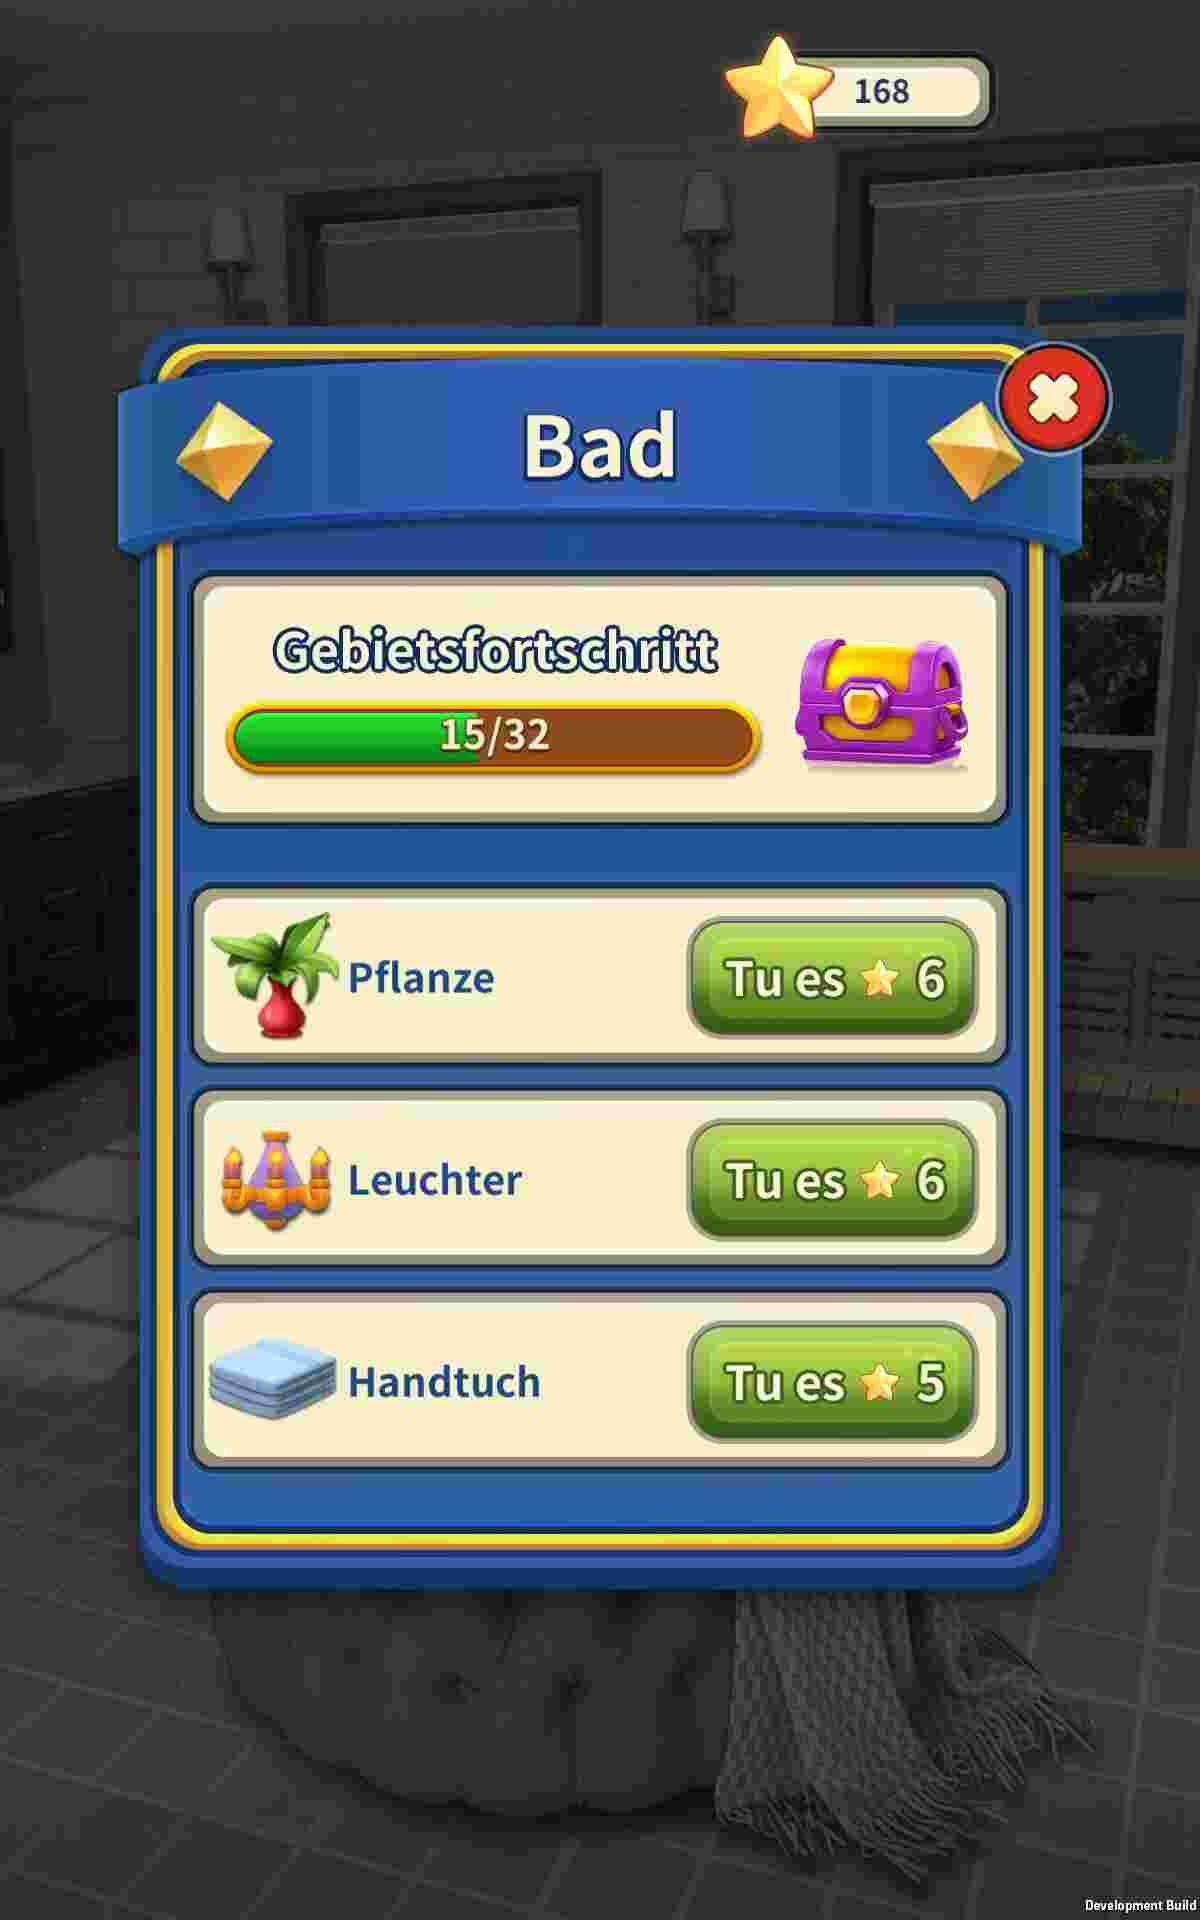 168
Bad
Gebietsfortschritt
15/32
Pflanze
Tu es 6
Leuchter
Tu es 6
Handtuch
Tu es 5
Development Build